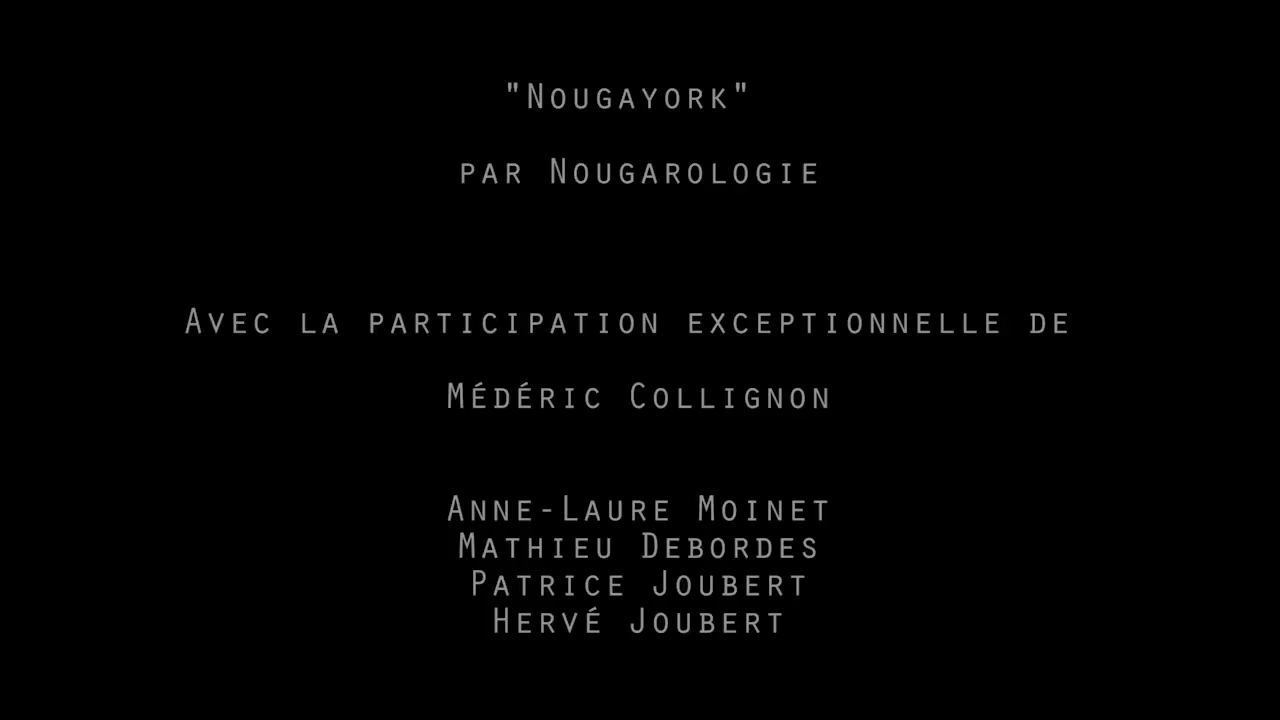 "Nougayork"
par Nougarologie
Avec la participation exceptionnelle de
Médéric Collignon
Anne-Laure Moinet
Mathieu Debordes
Patrice Joubert
Hervé Joubert